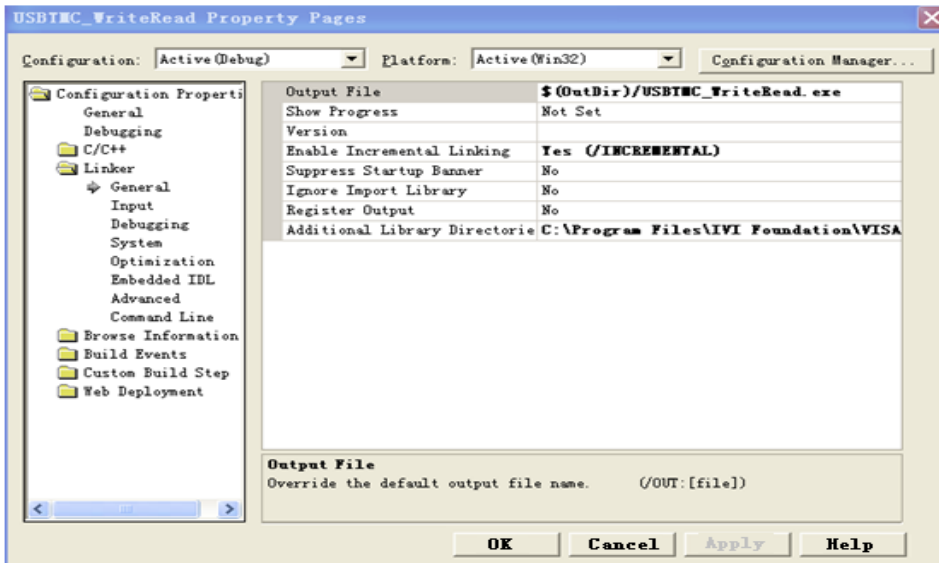 USBTMC_WriteRead Property Pages
Configuration: Active(Debug) Platform: Active(Win32) Configuration Manager...
Configuration Properti
General
Debugging
C/C++
Linker
General
Input
Debugging
System
Optimization
Embedded IDL
Advanced
Command Line
Browse Information
Build Events
Custom Build Step
Web Deployment
Output File $(OutDir)/USBTMC_WriteRead.exe
Show Progress Not Set
Version
Enable Incremental Linking Yes (/INCREMENTAL)
Suppress Startup Banner No
Ignore Import Library No
Register Output No
Additional Library Directorie C:\Program Files\IVI Foundation\VISA
Output File
Override the default output file name. (/OUT:[file])
OK Cancel Apply Help